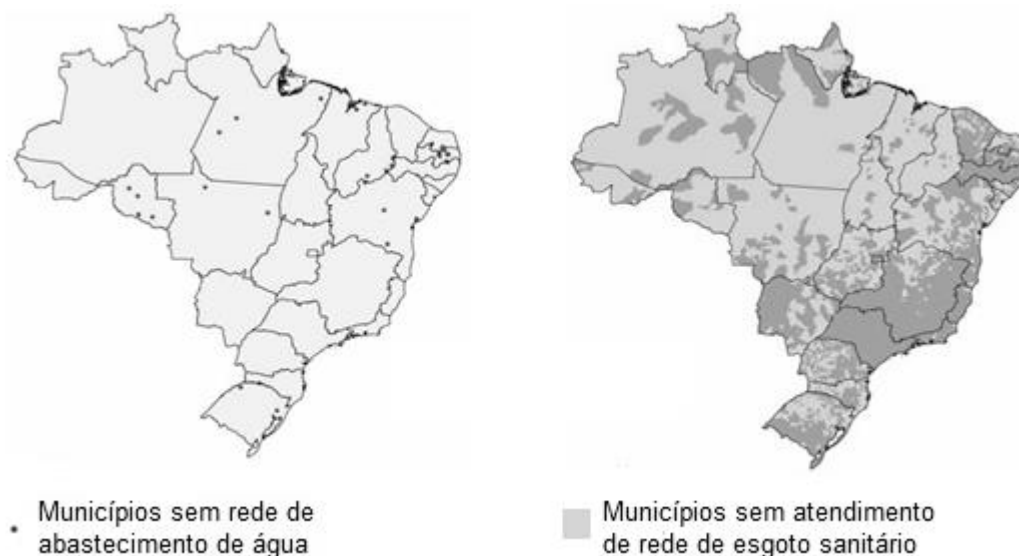 Municípios sem rede de
abastecimento de água
Municípios sem atendimento
de rede de esgoto sanitário